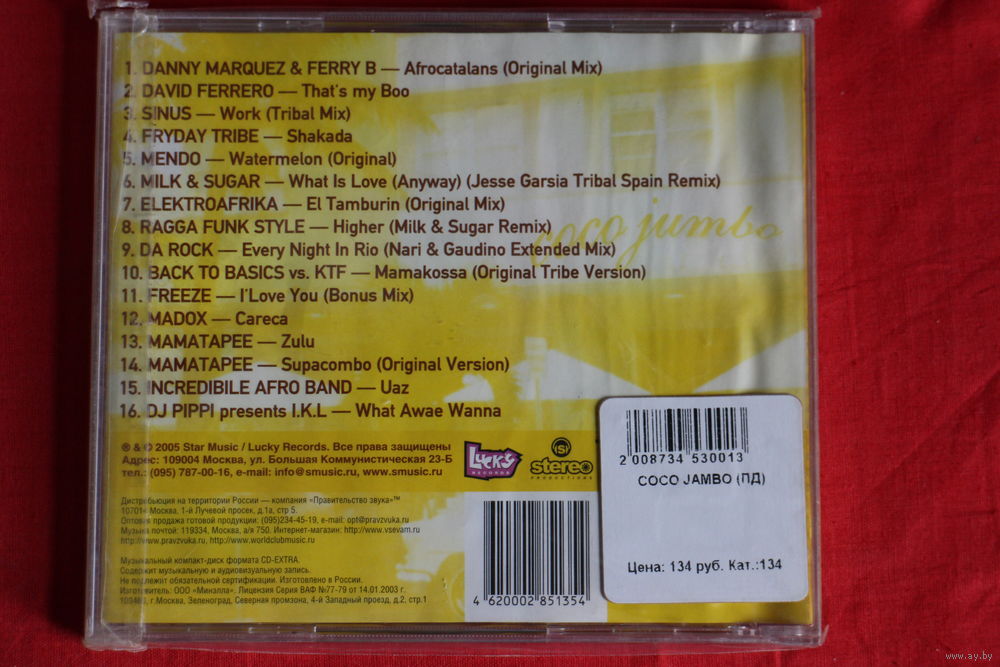 1. DANNY MARQUEZ & FERRY B — Afrocatalans (Original Mix)
2. DAVID FERRERO — That's my Boo
3. SINUS — Work (Tribal Mix)
4. FRYDAY TRIBE — Shakada
5. MENDO — Watermelon (Original)
6. MILK & SUGAR — What Is Love (Anyway) (Jesse Garsia Tribal Spain Remix)
7. ELEKTROAFRIKA — El Tamburin (Original Mix)
8. RAGGA FUNK STYLE — Higher (Milk & Sugar Remix)
coco jumbo
9. DA ROCK — Every Night In Rio (Nari & Gaudino Extended Mix)
10. BACK TO BASICS vs. KTF — Mamakossa (Original Tribe Version)
11. FREEZE — I'Love You (Bonus Mix)
12. MADOX — Careca
13. MAMATAPEE — Zulu
14. MAMATAPEE — Supacombo (Original Version)
15. INCREDIBILE AFRO BAND — Uaz
16. DJ PIPPI presents I.K.L — What Awae Wanna
℗ & © 2005 Star Music / Lucky Records. Все права защищены
Адрес: 109004 Москва, ул. Большая Коммунистическая 23-Б
тел.: (095) 787-00-16, e-mail: info@smusic.ru, www.smusic.ru
LUCKY
RECORDS
(S)
stereo
PRODUCTIONS
Дистрибьюция на территории России — компания «Правительство звука»™
107014 Москва, 1-й Лучевой просек, д.1а, стр 5.
Оптовая продажа готовой продукции: (095)234-45-19, e-mail: opt@pravzvuka.ru
Музыка почтой: 119334, Москва, а/я 750. Интернет-магазин: http://www.vsevam.ru
http://www.pravzvuka.ru, http://www.worldclubmusic.ru
Музыкальный компакт-диск формата CD-EXTRA.
Содержит музыкальную и аудиовизуальную запись.
Не подлежит обязательной сертификации. Изготовлено в России.
Изготовитель: ООО «Минэлла». Лицензия Серия ВАФ №77-79 от 14.01.2003 г.
103460, г.Москва, Зеленоград, Северная промзона, 4-й Западный проезд, д.2, стр.1
4 620002 851354
2 008734 530013
COCO JAMBO (ПД)
Цена: 134 руб. Кат.:134
www.ay.by